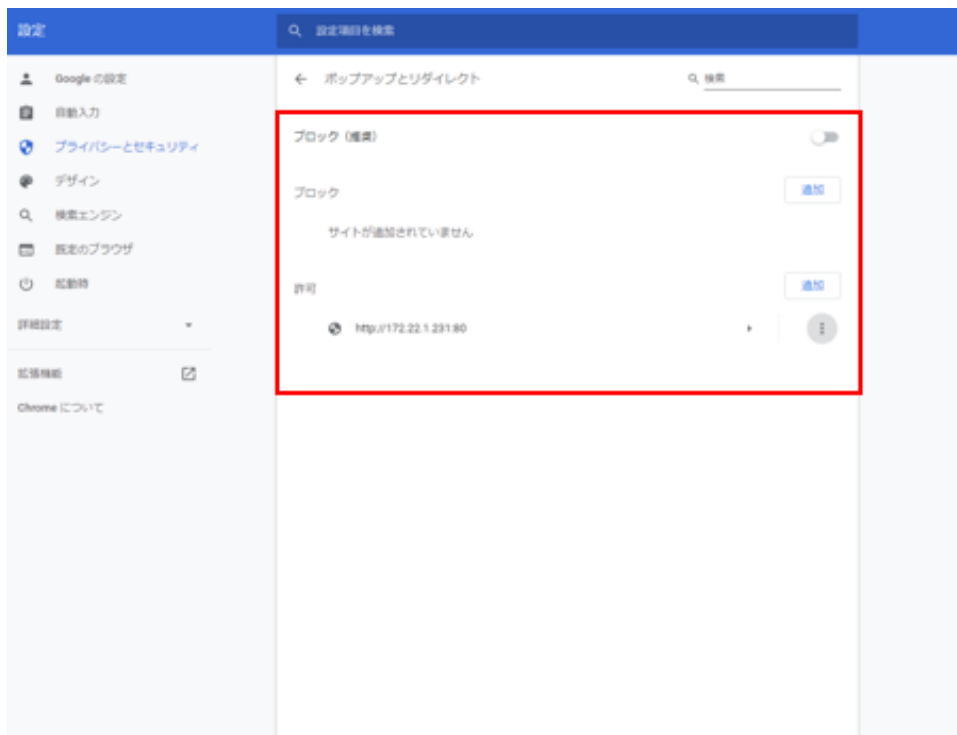 設定
設定項目を検索
Google の設定
自動入力
プライバシーとセキュリティ
デザイン
検索エンジン
既定のブラウザ
起動時
詳細設定
拡張機能
Chrome について
ポップアップとリダイレクト
検索
ブロック（推奨）
ブロック
追加
サイトが追加されていません
許可
追加
http://172.22.1.231:80